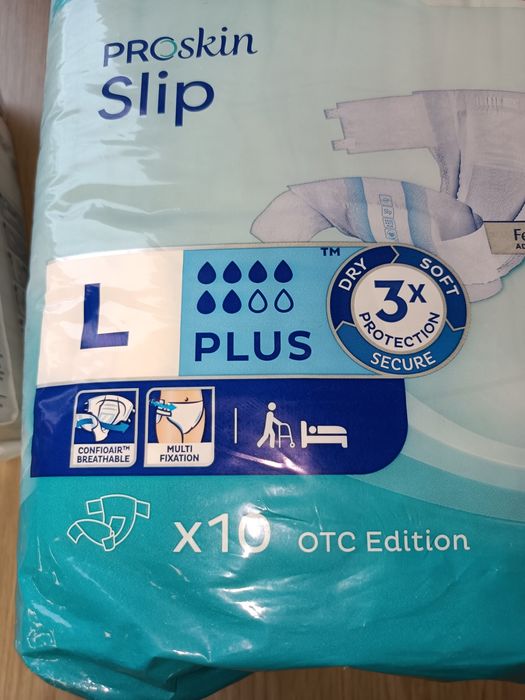 PROskin
Slip
L
PLUS
TM
DRY
SOFT
3x
PROTECTION
SECURE
CONFIOAIR™
BREATHABLE
MULTI
FIXATION
x10
OTC Edition